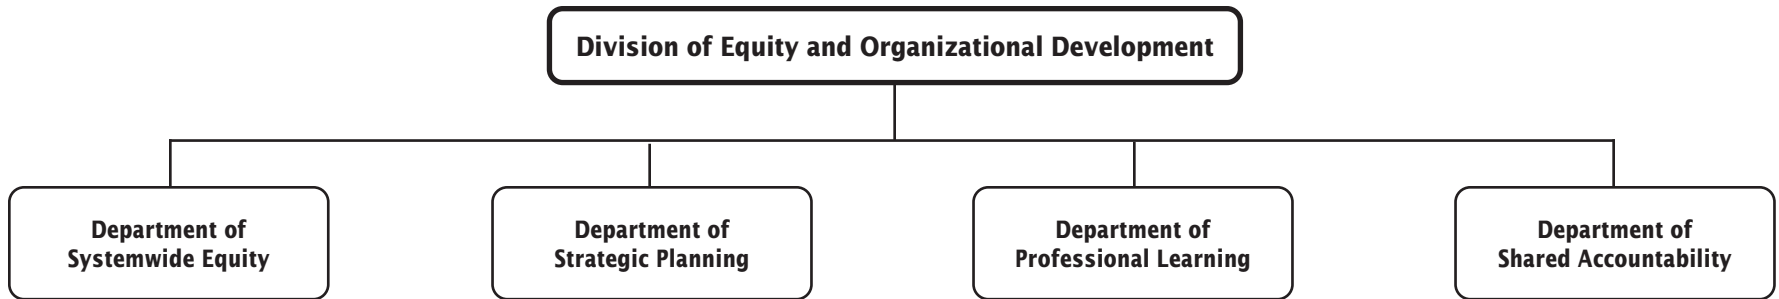 Division of Equity and Organizational Development
Department of
Systemwide Equity
Department of
Strategic Planning
Department of
Professional Learning
Department of
Shared Accountability